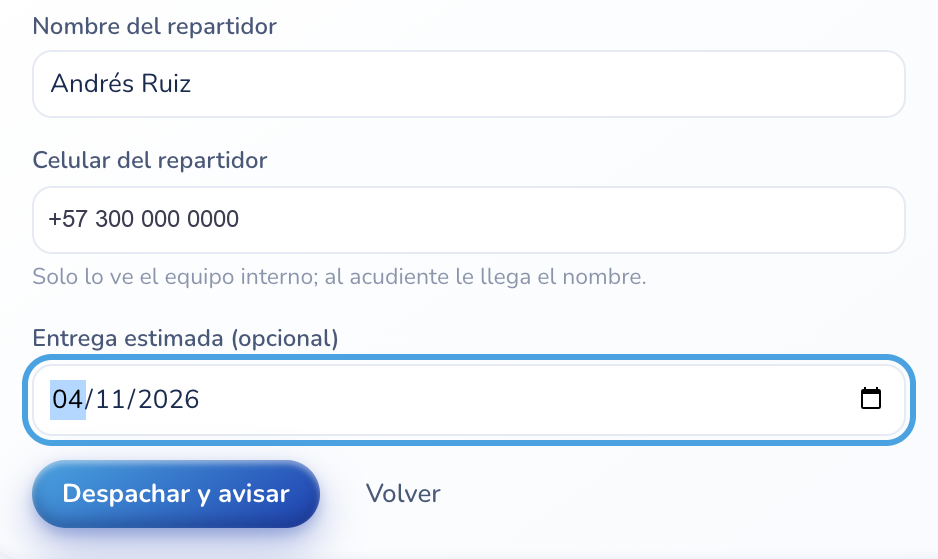 Nombre del repartidor
Andrés Ruiz
Celular del repartidor
+57 300 000 0000
Solo lo ve el equipo interno; al acudiente le llega el nombre.
Entrega estimada (opcional)
04/11/2026
Despachar y avisar
Volver